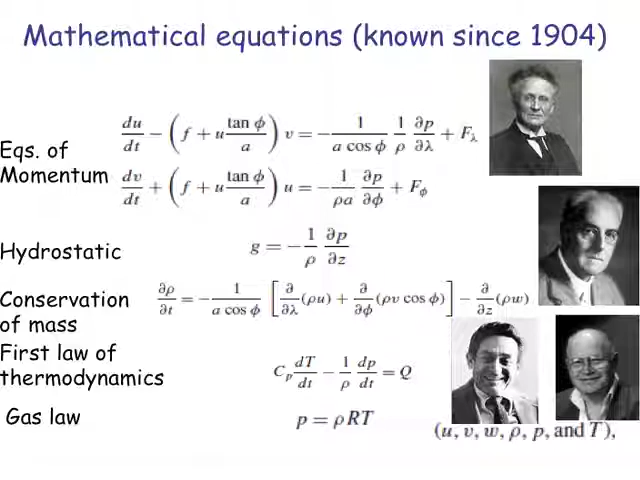 Mathematical equations (known since 1904)
Eqs. of
Momentum
du/dt − (f + u tan ϕ/a) v = − 1/(a cos ϕ) 1/ρ ∂p/∂λ + F_λ
dv/dt + (f + u tan ϕ/a) u = − 1/(ρa) ∂p/∂ϕ + F_ϕ
Hydrostatic
g = − 1/ρ ∂p/∂z
Conservation
of mass
∂ρ/∂t = − 1/(a cos ϕ) [∂/∂λ (ρu) + ∂/∂ϕ (ρv cos ϕ)] − ∂/∂z (ρw)
First law of
thermodynamics
C_p dT/dt − 1/ρ dp/dt = Q
Gas law
p = ρRT
(u, v, w, ρ, p, and T),